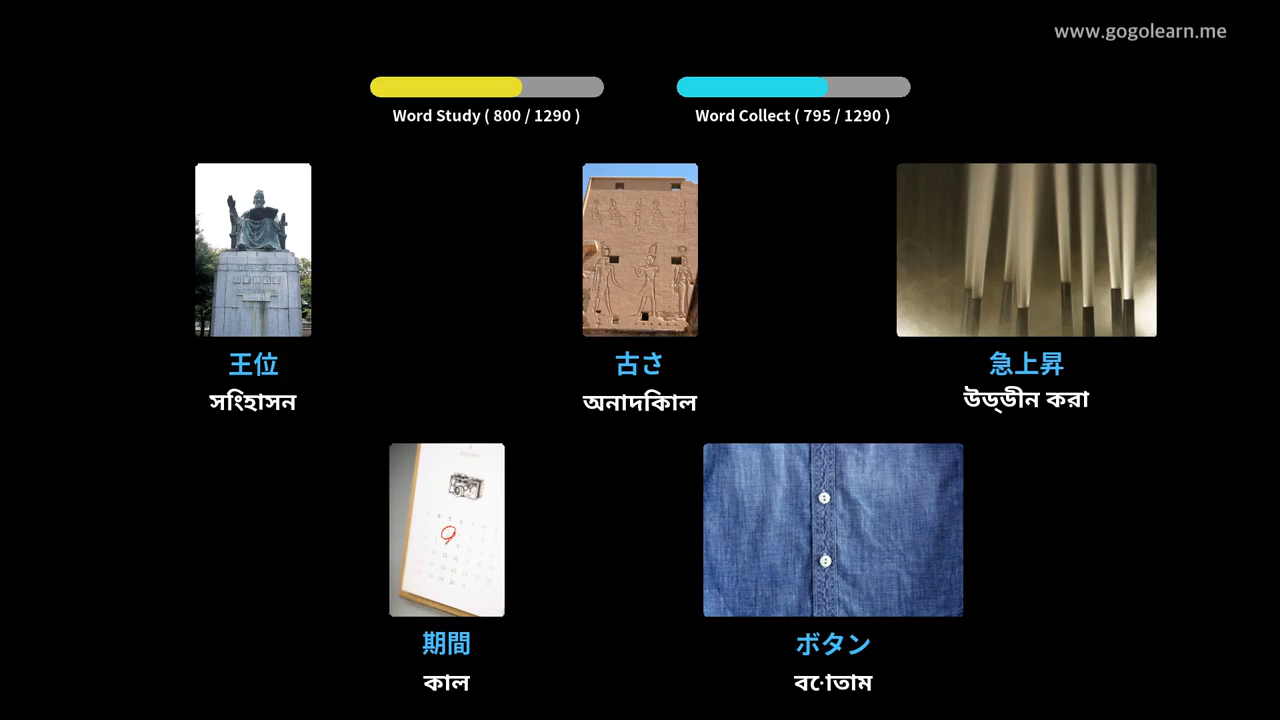 www.gogolearn.me
Word Study ( 800 / 1290 )
Word Collect ( 795 / 1290 )
王位
সিংহাসন
古さ
অনাদিকাল
急上昇
উড্ডীন করা
期間
কাল
ボタン
বোতাম